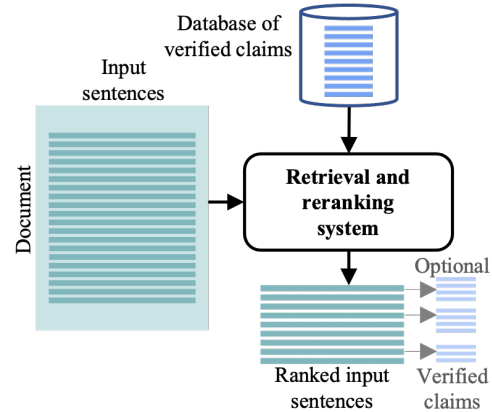 Database of
verified claims
Input
sentences
Document
Retrieval and
reranking
system
Optional
Ranked input
sentences
Verified
claims